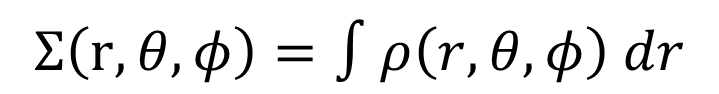 Σ(r, θ, ϕ) = ∫ ρ(r, θ, ϕ) dr